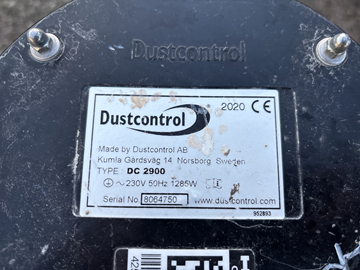 Dustcontrol
2020 CE
Dustcontrol
Made by Dustcontrol AB
Kumla Gårdsväg 14, Norsborg, Sweden
TYPE: DC 2900
~ 230V 50Hz 1285W
Serial No. 8064750 www.dustcontrol.com
952893